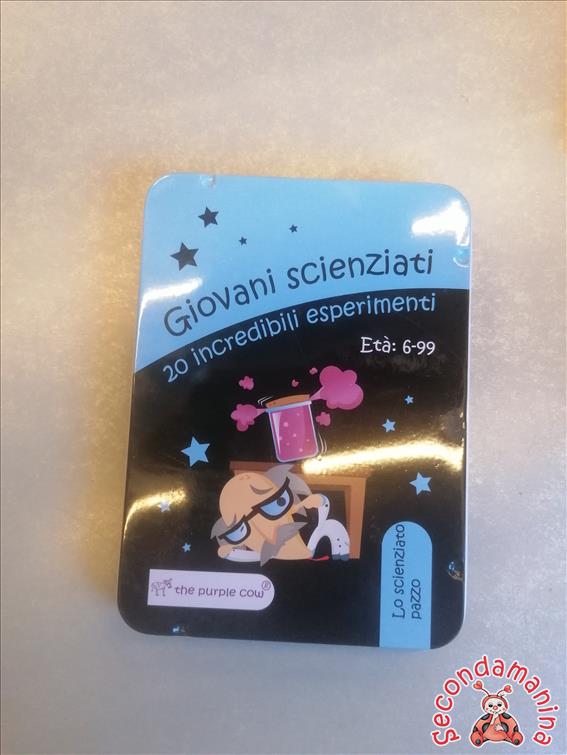 Giovani scienziati
20 incredibili esperimenti
Età: 6-99
the purple cow®
Lo scienziato
pazzo
Secondamanina